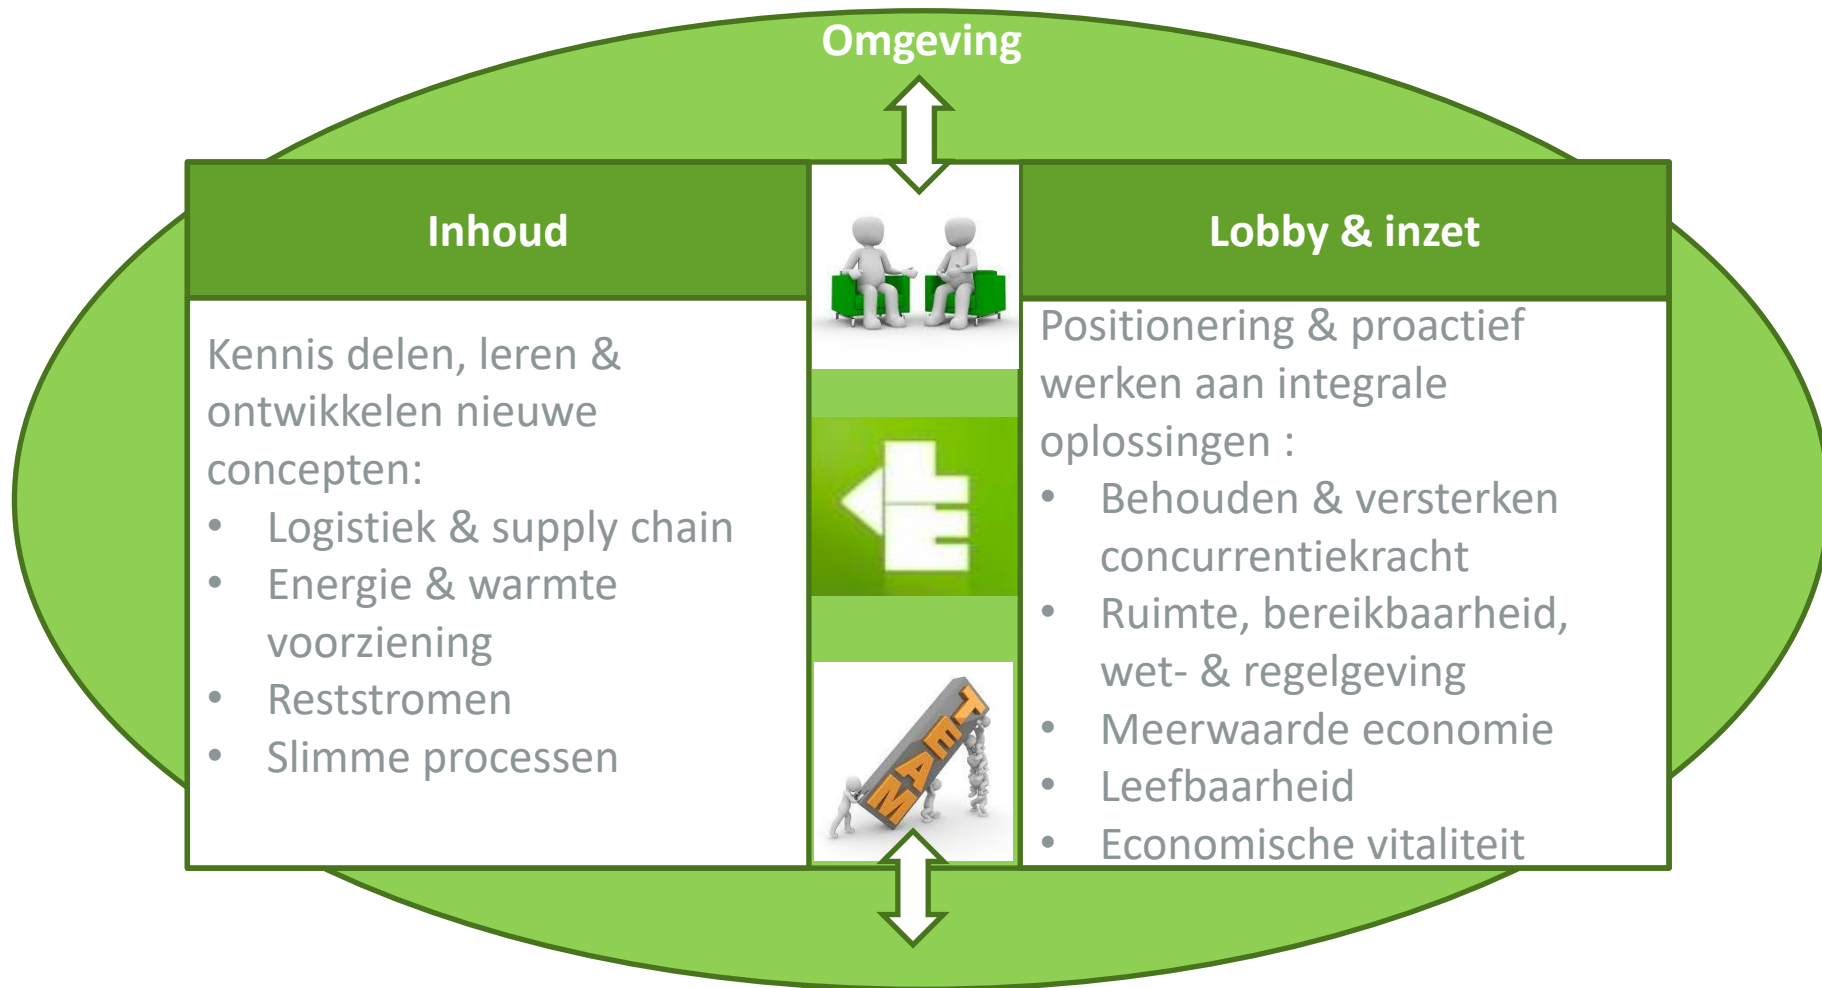 Omgeving
Inhoud
Kennis delen, leren &
ontwikkelen nieuwe
concepten:
• Logistiek & supply chain
• Energie & warmte
voorziening
• Reststromen
• Slimme processen
TEAM
Lobby & inzet
Positionering & proactief
werken aan integrale
oplossingen :
• Behouden & versterken
concurrentiekracht
• Ruimte, bereikbaarheid,
wet- & regelgeving
• Meerwaarde economie
• Leefbaarheid
• Economische vitaliteit